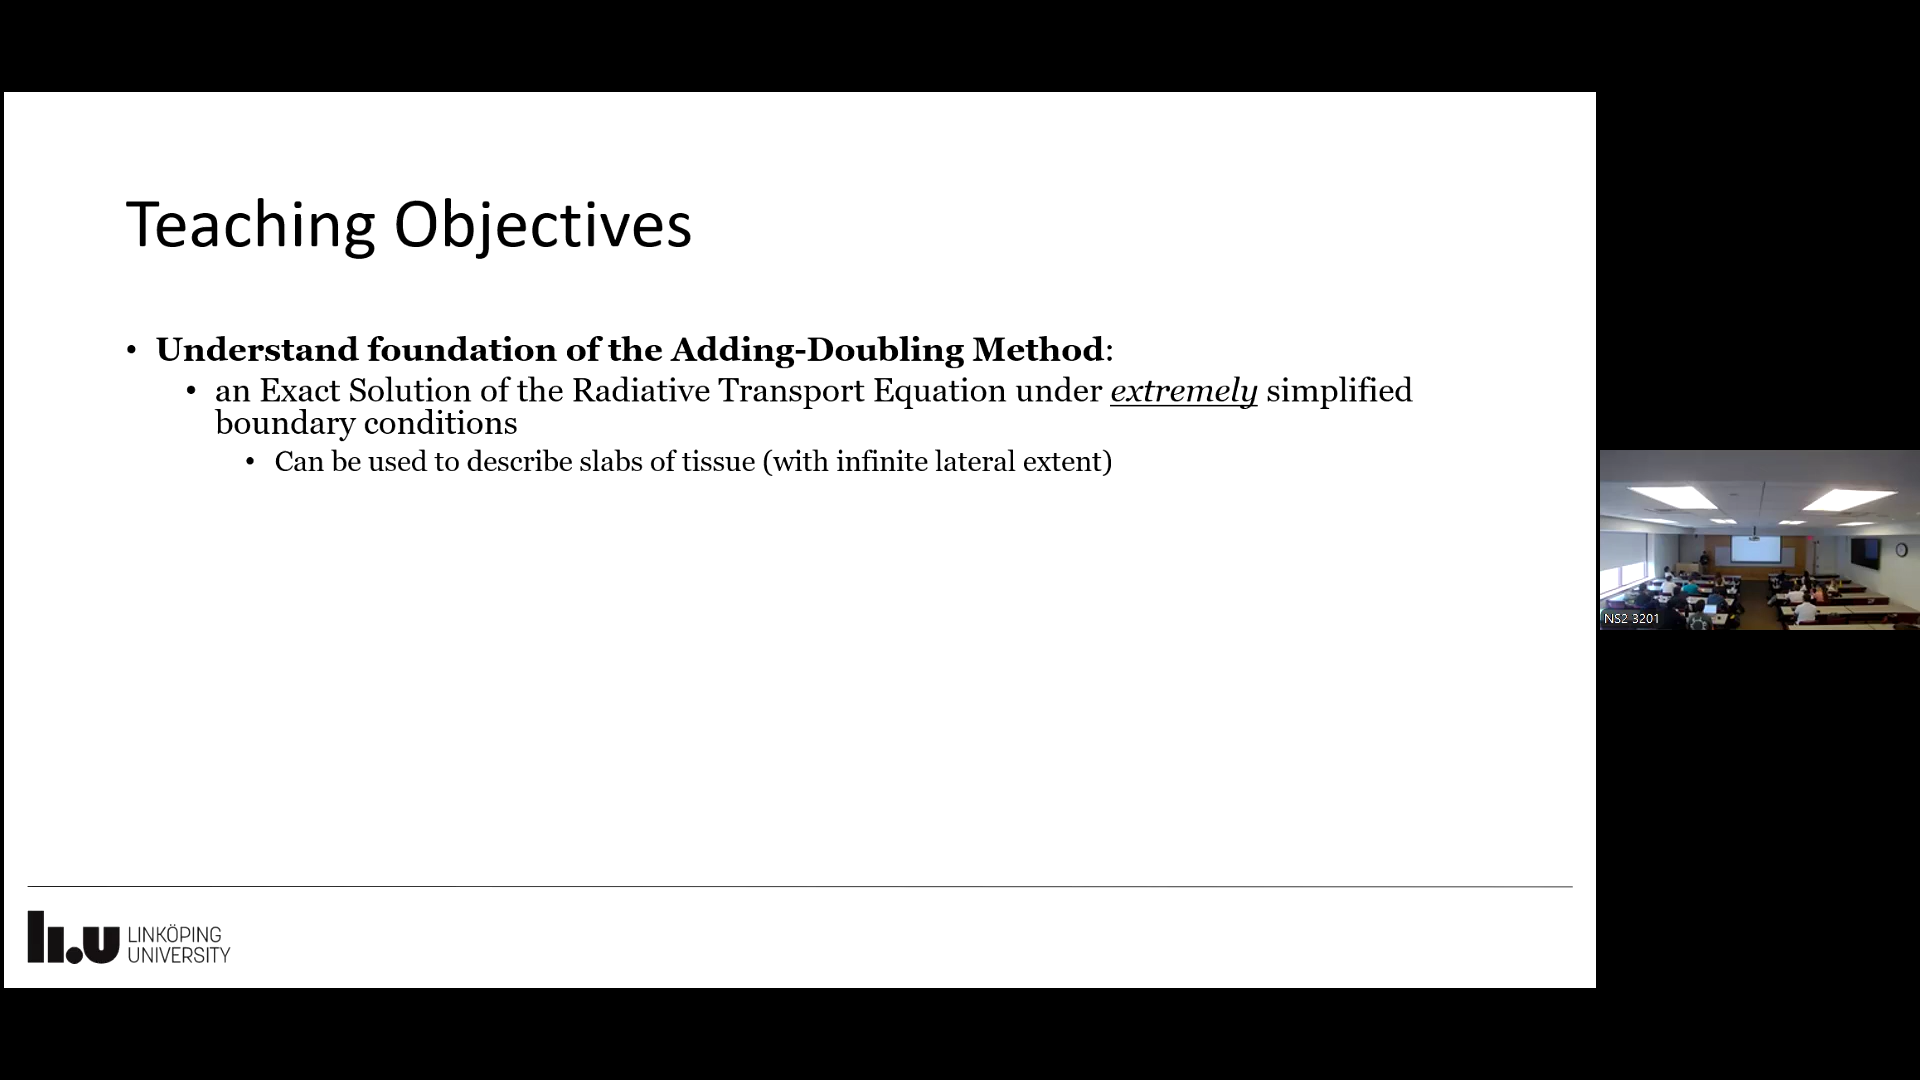 Teaching Objectives
• Understand foundation of the Adding-Doubling Method:
• an Exact Solution of the Radiative Transport Equation under extremely simplified
boundary conditions
• Can be used to describe slabs of tissue (with infinite lateral extent)
NS2 3201
li.u LINKÖPING
UNIVERSITY